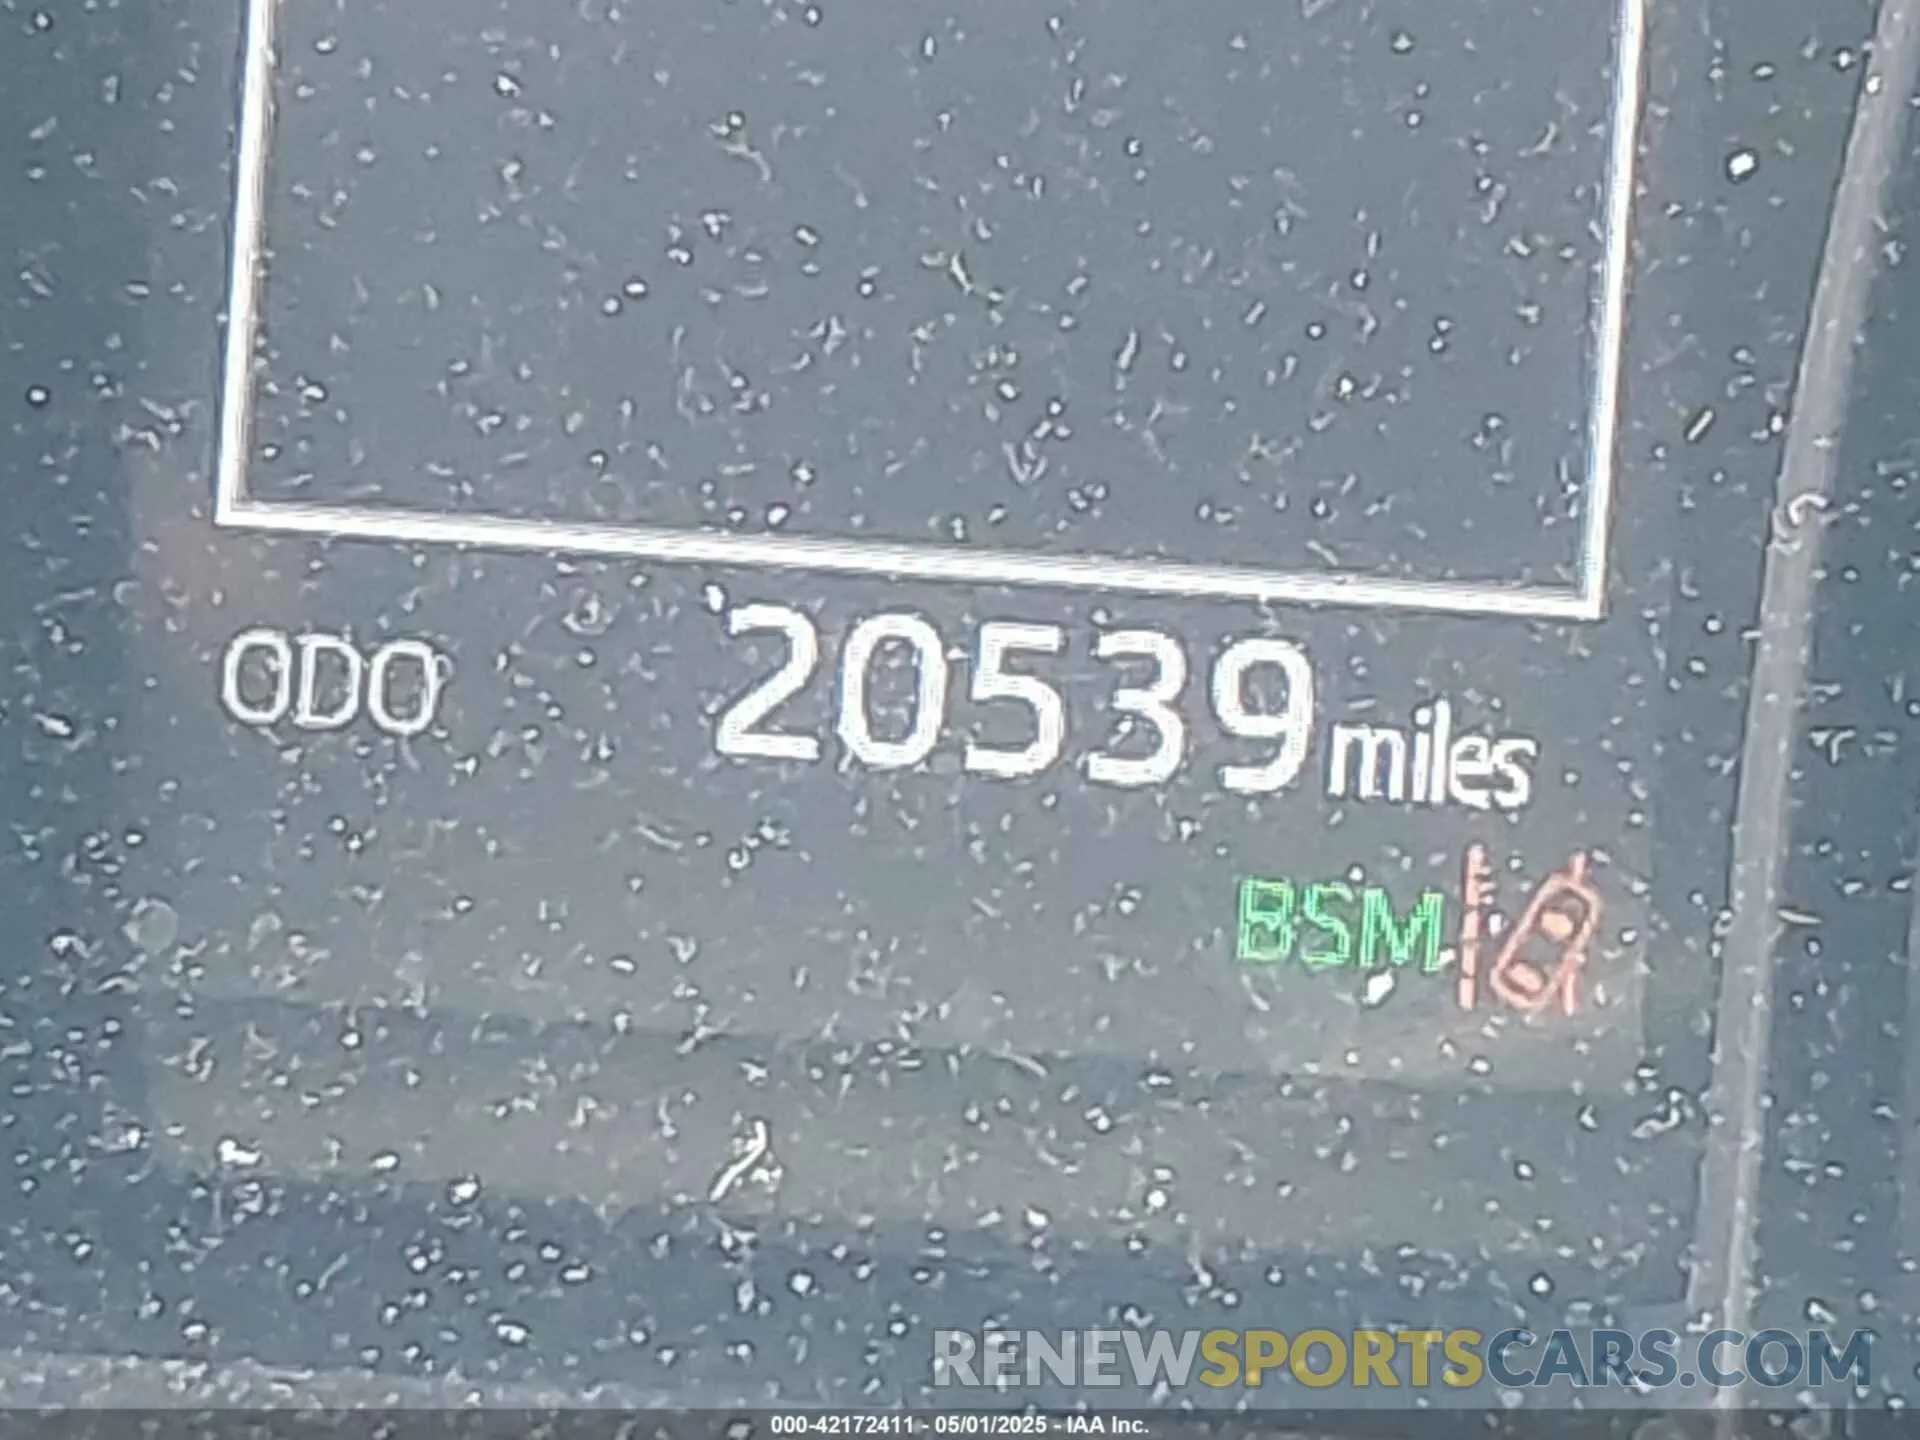 ODO 20539 miles
BSM
RENEWSPORTSCARS.COM
000-42172411 - 05/01/2025 - IAA Inc.